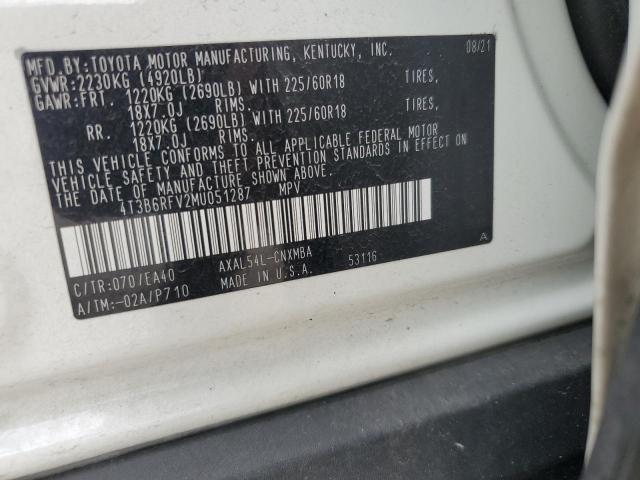 MFD.BY:TOYOTA MOTOR MANUFACTURING, KENTUCKY, INC. 08/21
GVWR:2230KG (4920LB)
GAWR:FRT. 1220KG (2690LB) WITH 225/60R18 TIRES,
18X7.0J RIMS.
RR. 1220KG (2690LB) WITH 225/60R18 TIRES,
18X7.0J RIMS.
THIS VEHICLE CONFORMS TO ALL APPLICABLE FEDERAL MOTOR
VEHICLE SAFETY AND THEFT PREVENTION STANDARDS IN EFFECT ON
THE DATE OF MANUFACTURE SHOWN ABOVE.
4T3B6RFV2MU051287 MPV
C/TR:070/EA40 AXAL54L-CNXMBA
A/TM:-02A/P710 MADE IN U.S.A. 53116 A